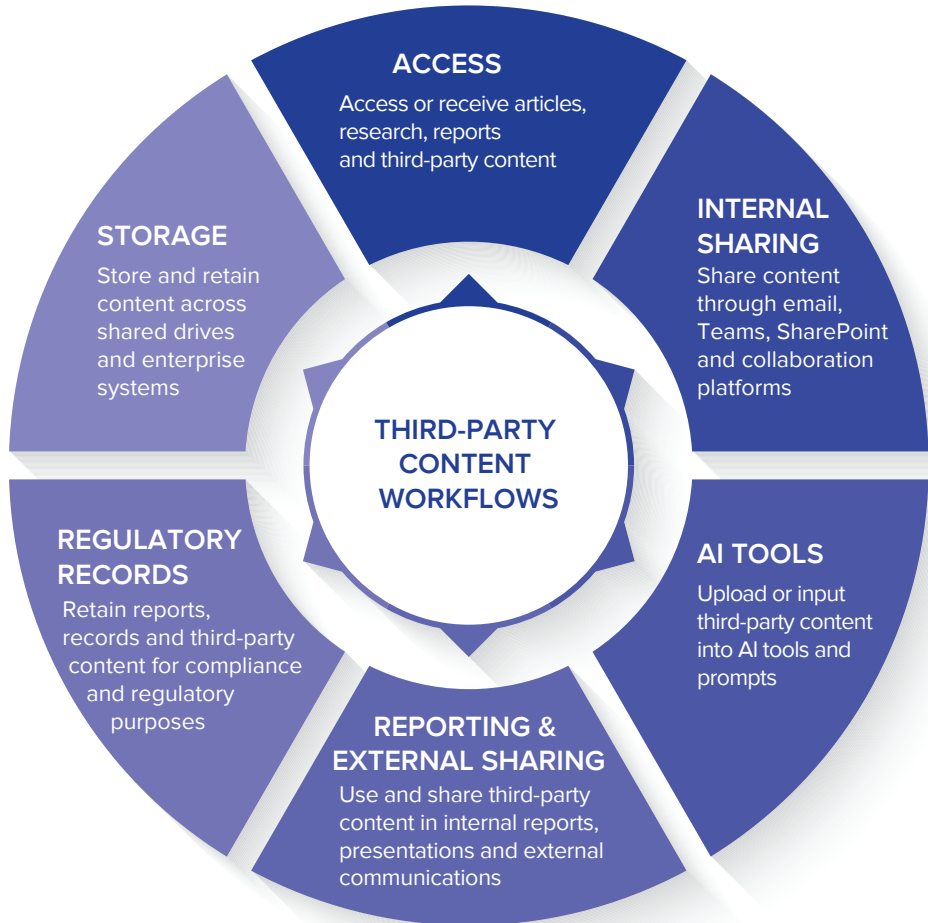 ACCESS
Access or receive articles,
research, reports
and third-party content
INTERNAL
SHARING
Share content
through email,
Teams, SharePoint
and collaboration
platforms
AI TOOLS
Upload or input
third-party content
into AI tools and
prompts
REPORTING &
EXTERNAL SHARING
Use and share third-party
content in internal reports,
presentations and external
communications
REGULATORY
RECORDS
Retain reports,
records and third-party
content for compliance
and regulatory
purposes
STORAGE
Store and retain
content across
shared drives
and enterprise
systems
THIRD-PARTY
CONTENT
WORKFLOWS